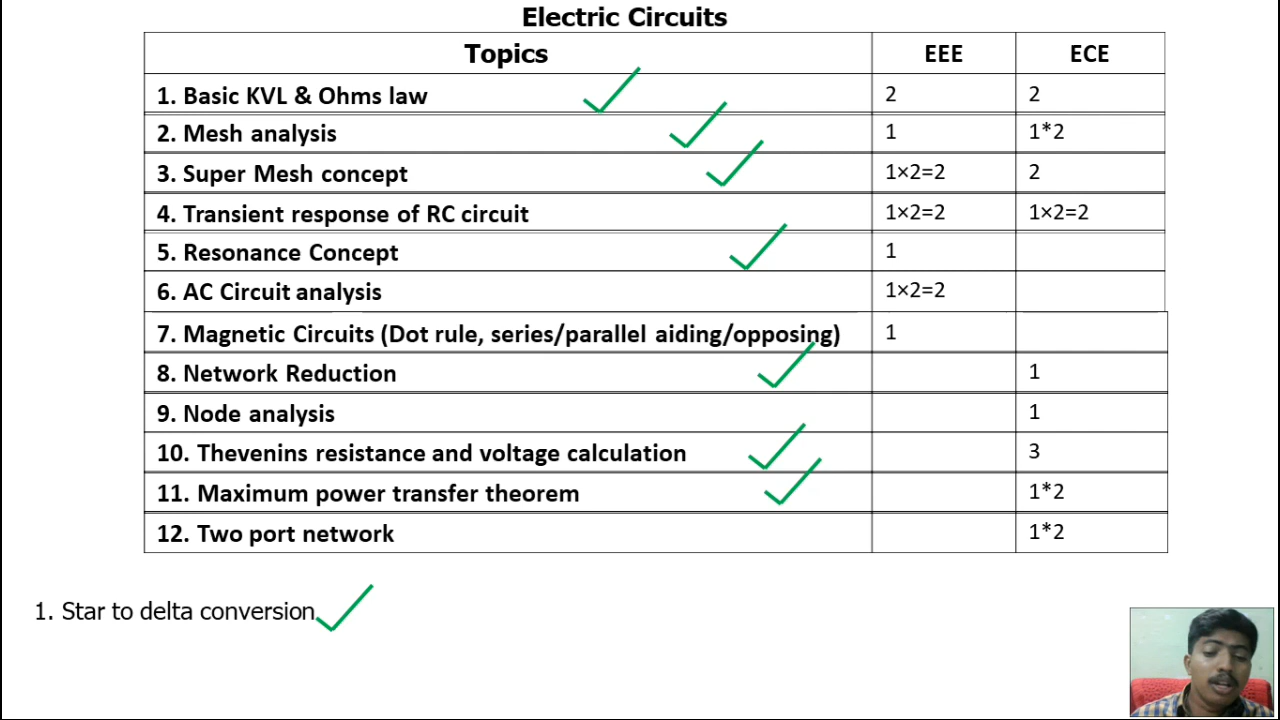 Electric Circuits
Topics EEE ECE
1. Basic KVL & Ohms law 2 2
2. Mesh analysis 1 1*2
3. Super Mesh concept 1×2=2 2
4. Transient response of RC circuit 1×2=2 1×2=2
5. Resonance Concept 1
6. AC Circuit analysis 1×2=2
7. Magnetic Circuits (Dot rule, series/parallel aiding/opposing) 1
8. Network Reduction 1
9. Node analysis 1
10. Thevenins resistance and voltage calculation 3
11. Maximum power transfer theorem 1*2
12. Two port network 1*2
1. Star to delta conversion